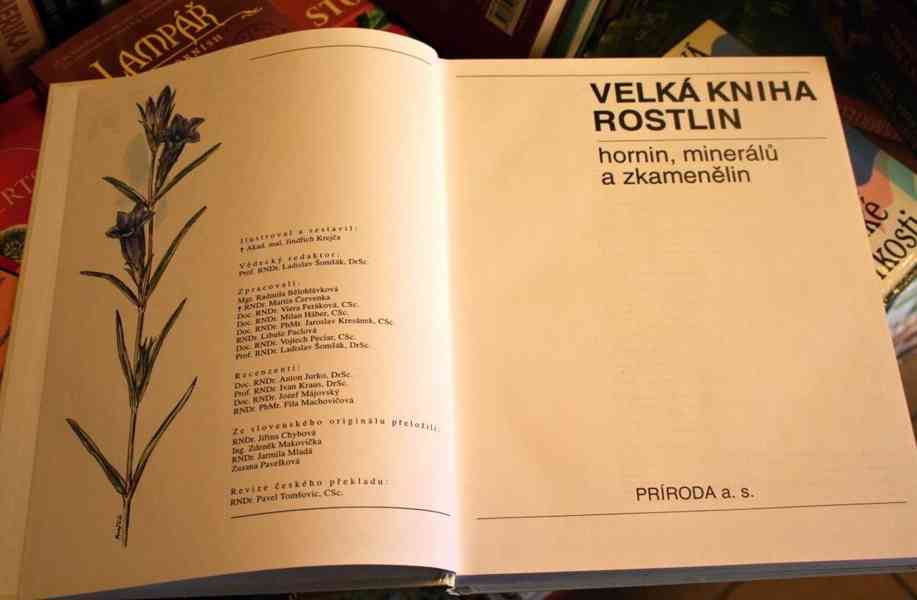 LAMPÁŘ
STO
Ilustroval a sestavil:
† Akad. mal. Jindřich Krejča
Vědecký redaktor:
Prof. RNDr. Ladislav Šomšák, DrSc.
Zpracovali:
Mgr. Radmila Bělohlávková
† RNDr. Martin Červenka
Doc. RNDr. Viera Feráková, CSc.
Doc. RNDr. Milan Háber, CSc.
Doc. RNDr. PhMr. Jaroslav Kresánek, CSc.
RNDr. Libuše Paclová
Doc. RNDr. Vojtech Peciar, CSc.
Prof. RNDr. Ladislav Šomšák, DrSc.
Recenzenti:
Doc. RNDr. Anton Jurko, DrSc.
Prof. RNDr. Ivan Kraus, DrSc.
Doc. RNDr. Jozef Májovský
RNDr. PhMr. Fila Machovičová
Ze slovenského originálu přeložili:
RNDr. Jiřina Chybová
Ing. Zdeněk Makovička
RNDr. Jarmila Mladá
Zuzana Pavelková
Revize českého překladu:
RNDr. Pavel Tomšovic, CSc.
VELKÁ KNIHA
ROSTLIN
hornin, minerálů
a zkamenělin
PRÍRODA a. s.
ké
kosti